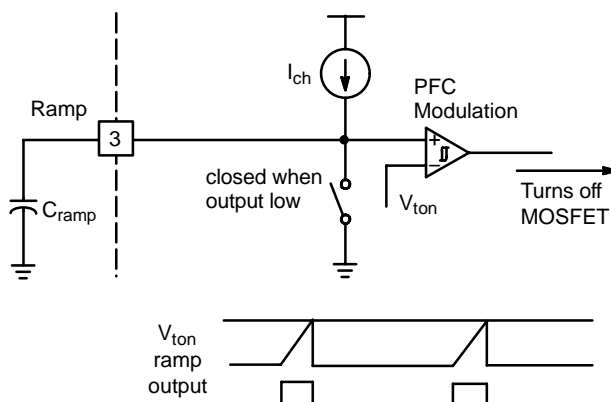 I_ch
PFC
Modulation
Ramp
3
+
−
closed when
output low
V_ton
C_ramp
Turns off
MOSFET
V_ton
ramp
output